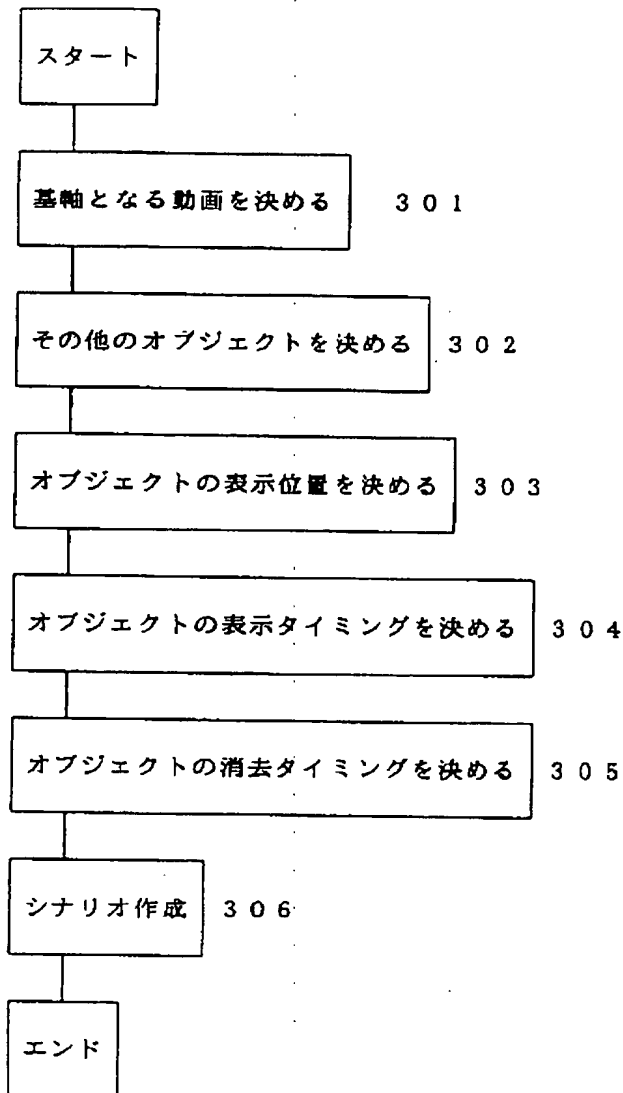 スタート
基軸となる動画を決める 301
その他のオブジェクトを決める 302
オブジェクトの表示位置を決める 303
オブジェクトの表示タイミングを決める 304
オブジェクトの消去タイミングを決める 305
シナリオ作成 306
エンド